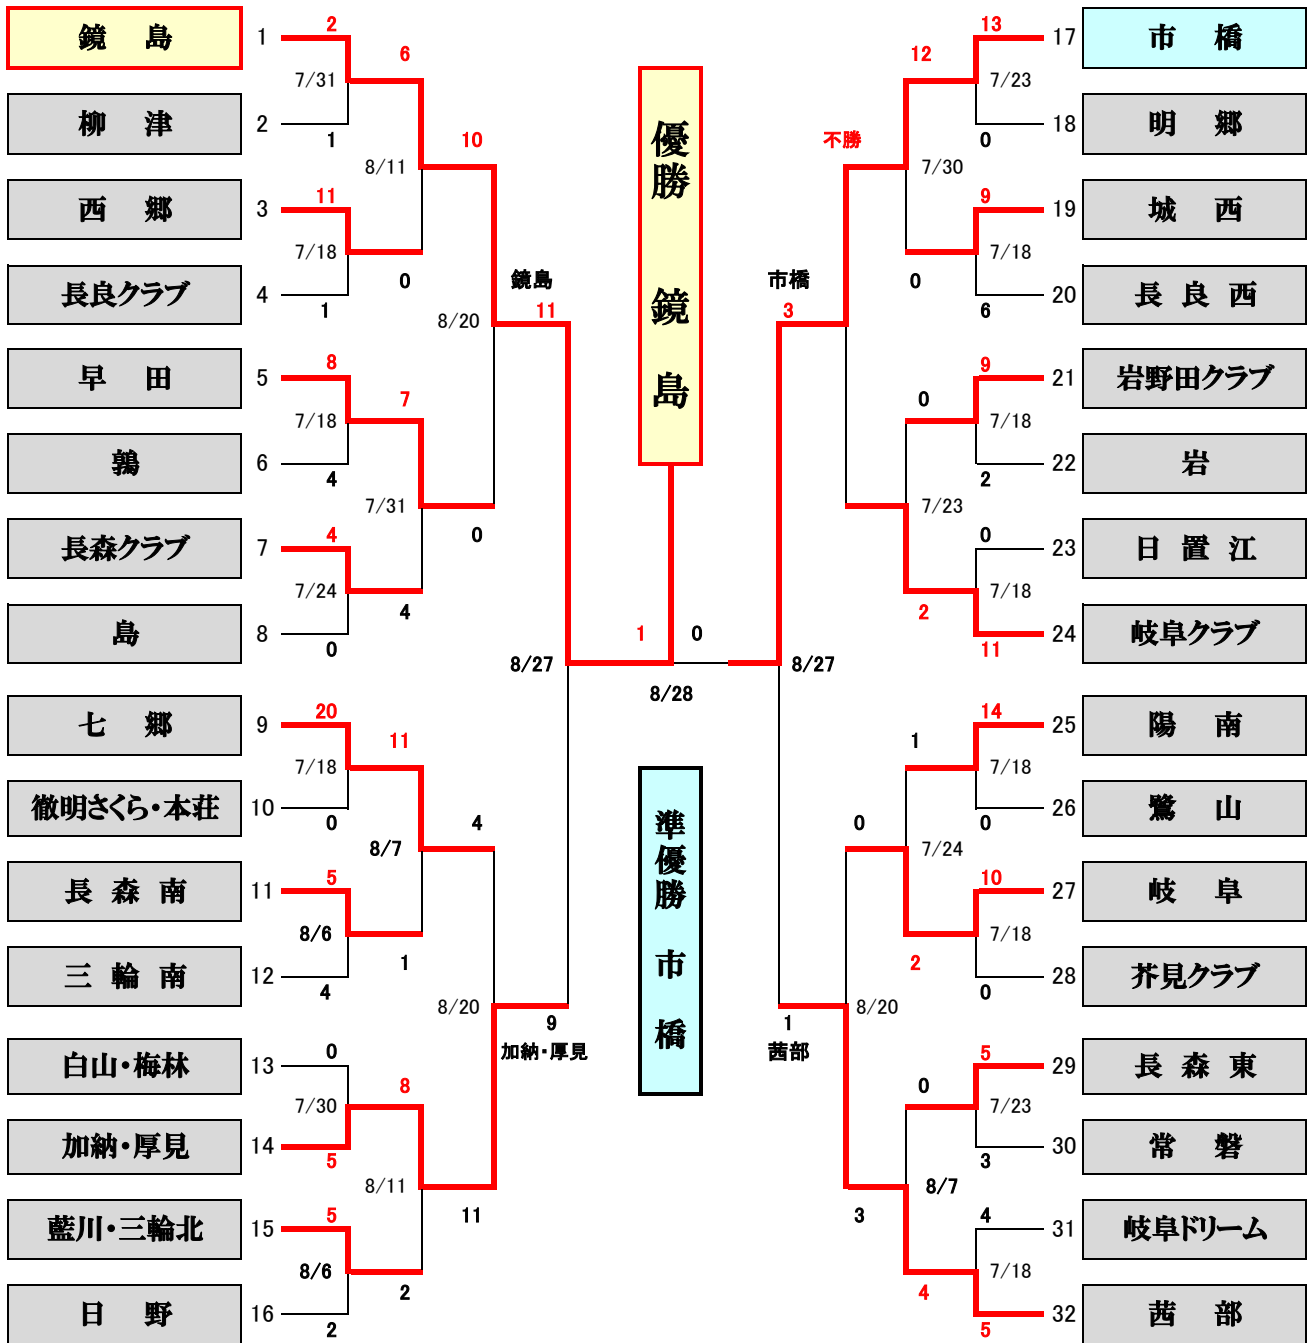 鏡　島 1 2
7/31
柳　津 2 1
6
8/11
西　郷 3 11
7/18
長良クラブ 4 1
0
10
8/20
早　田 5 8
7/18
鶉 6 4
7
7/31
長森クラブ 7 4
7/24
島 8 0
4
0
鏡島
11
8/27
七　郷 9 20
7/18
徹明さくら・本荘 10 0
11
8/7
長 森 南 11 5
8/6
三 輪 南 12 4
1
4
8/20
白山・梅林 13 0
7/30
加納・厚見 14 5
8
8/11
藍川・三輪北 15 5
8/6
日　野 16 2
2
11
9
加納・厚見
優勝　鏡　島
1 0
8/28
準優勝　市　橋
13 17 市　橋
7/23
0 18 明　郷
12
7/30
9 19 城　西
7/18
6 20 長 良 西
0
不勝
9 21 岩野田クラブ
7/18
2 22 岩
0
7/23
0 23 日 置 江
7/18
11 24 岐阜クラブ
2
市橋
3
8/27
14 25 陽　南
7/18
0 26 鷺　山
1
7/24
10 27 岐　阜
7/18
0 28 芥見クラブ
2
0
8/20
5 29 長 森 東
7/23
3 30 常　磐
0
8/7
4 31 岐阜ドリーム
7/18
5 32 茜　部
4
3
1
茜部